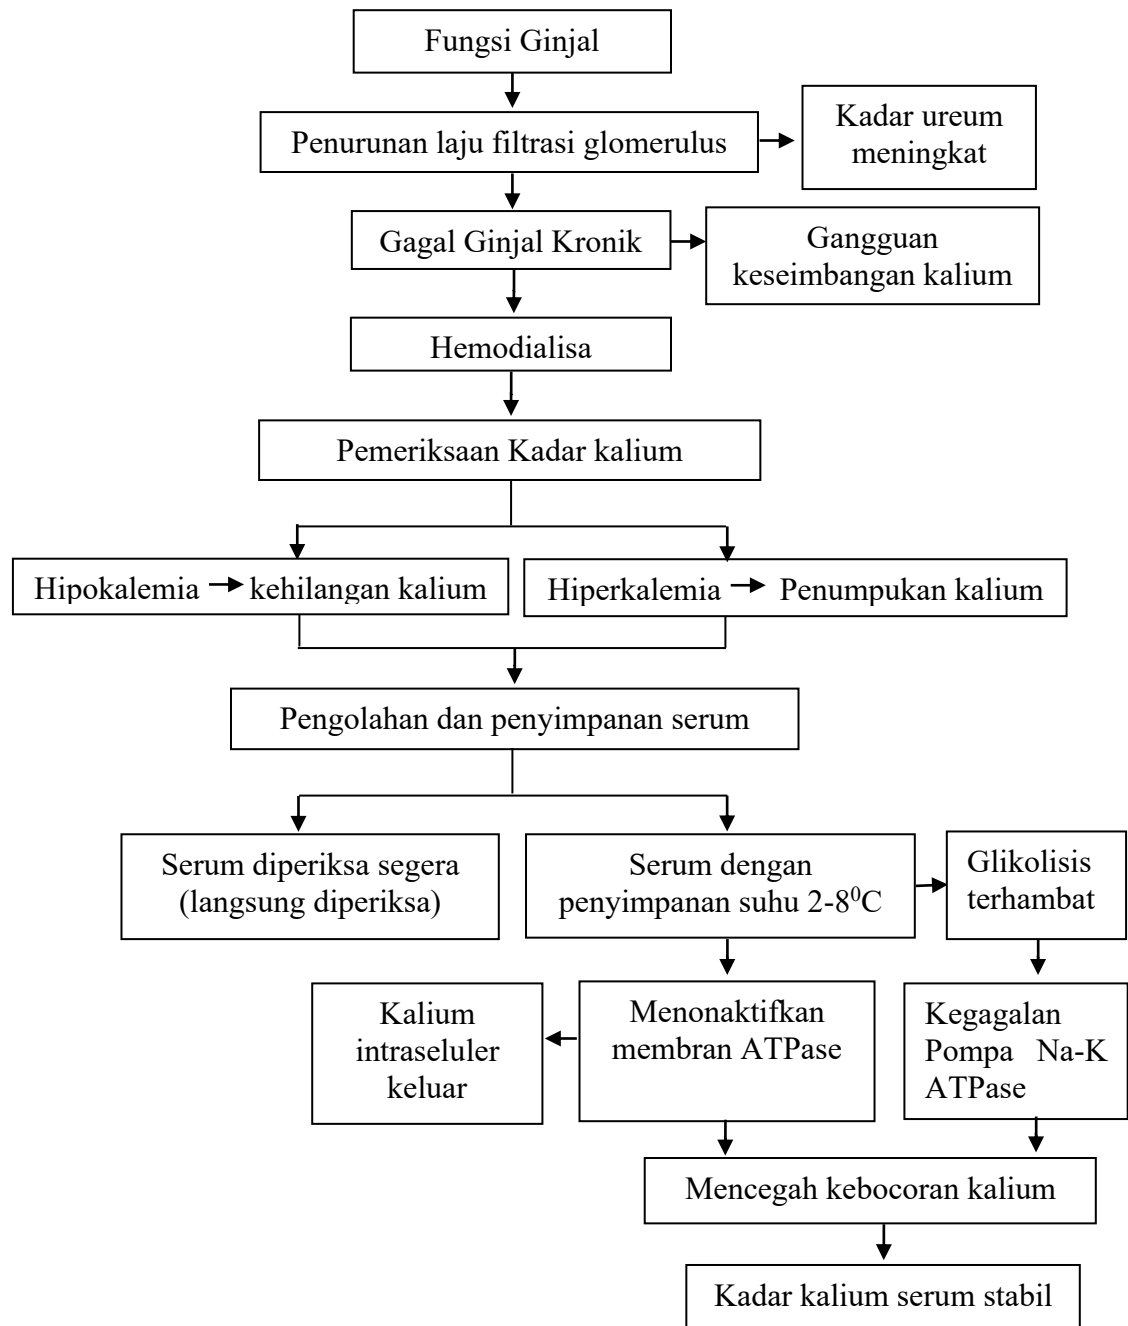 Fungsi Ginjal
Penurunan laju filtrasi glomerulus
Kadar ureum
meningkat
Gagal Ginjal Kronik
Gangguan
keseimbangan kalium
Hemodialisa
Pemeriksaan Kadar kalium
Hipokalemia → kehilangan kalium
Hiperkalemia → Penumpukan kalium
Pengolahan dan penyimpanan serum
Serum diperiksa segera
(langsung diperiksa)
Serum dengan
penyimpanan suhu 2-8⁰C
Glikolisis
terhambat
Kalium
intraseluler
keluar
Menonaktifkan
membran ATPase
Kegagalan
Pompa Na-K
ATPase
Mencegah kebocoran kalium
Kadar kalium serum stabil